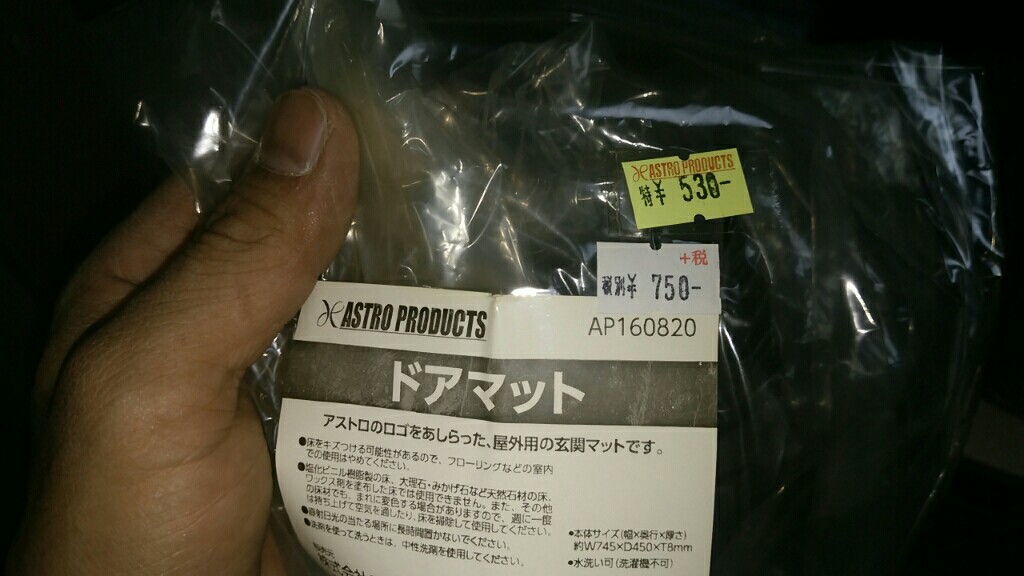 ASTRO PRODUCTS
特¥ 530-
+税
税別¥ 750-
ASTRO PRODUCTS
AP160820
ドアマット
アストロのロゴをあしらった、屋外用の玄関マットです。
●床をキズつける可能性があるので、フローリングなどの室内
での使用はやめてください。
●塩化ビニル樹脂製の床、大理石・みかげ石など天然石材の床、
ワックス剤を塗布した床では使用できません。また、その他
の床材でも、まれに変色する場合がありますので、週に一度
は持ち上げて空気を通したり、床を掃除して使用してください。
●直射日光の当たる場所に長時間置かないでください。
●洗剤を使って洗うときは、中性洗剤を使用してください。
●本体サイズ(幅×奥行×厚さ)
約W745×D450×T8mm
●水洗い可(洗濯機不可)